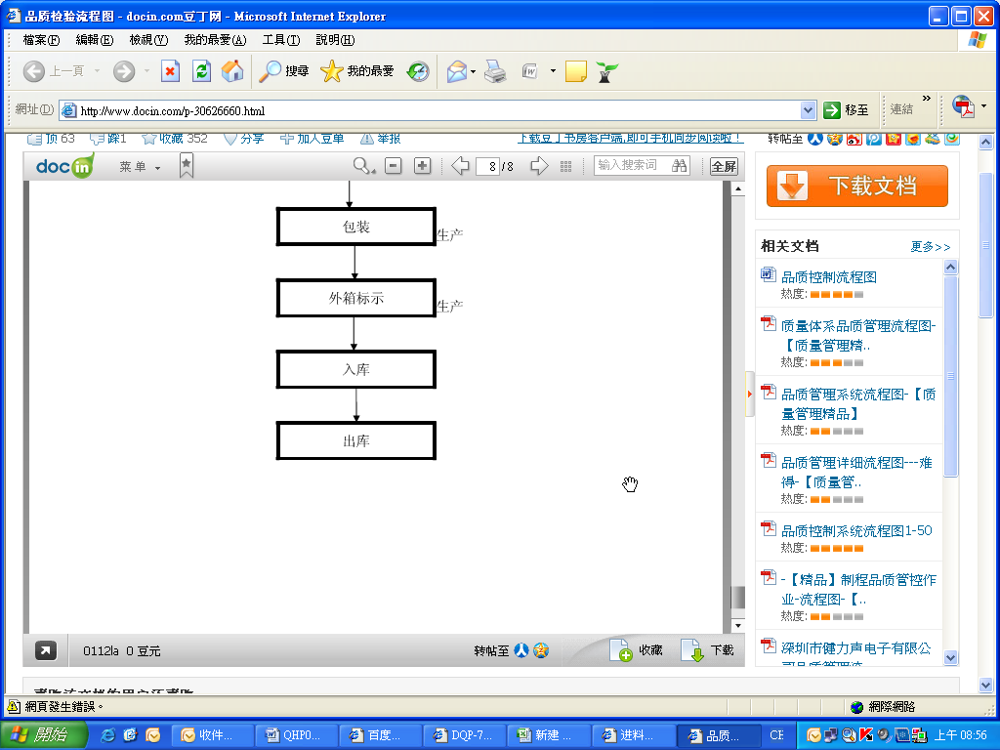 品质检验流程图 - docin.com豆丁网 - Microsoft Internet Explorer
檔案(F) 編輯(E) 檢視(V) 我的最愛(A) 工具(T) 說明(H)
上一頁 搜尋 我的最愛
網址(D) http://www.docin.com/p-30626660.html 移至 連結 »
顶 63 踩1 收藏 352 分享 加入豆单 举报 下载豆丁书房客户端,即可手机同步阅读啦！ 转帖至
docin 菜单 8 /8 输入搜索词 全屏
下载文档
包装
生产
外箱标示
生产
入库
出库
相关文档 更多>>
品质控制流程图
热度:
质量体系品质管理流程图-
【质量管理精..
热度:
品质管理系统流程图-【质
量管理精品】
热度:
品质管理详细流程图---难
得-【质量管..
热度:
品质控制系统流程图1-50
热度:
-【精品】制程品质管控作
业-流程图-【..
热度:
深圳市健力声电子有限公
0112la 0 豆元 转帖至 收藏 下载
網頁發生錯誤。 網際網路
開始 收件... QHP0... 百度... DQP-7... 新建 ... 进料... 品质... CE 上午 08:56